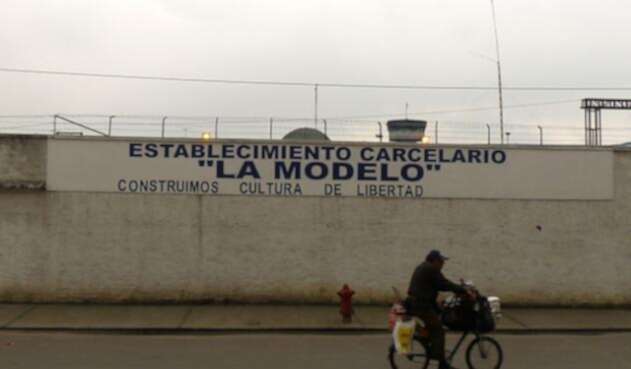 ESTABLECIMIENTO CARCELARIO
"LA MODELO"
CONSTRUIMOS CULTURA DE LIBERTAD